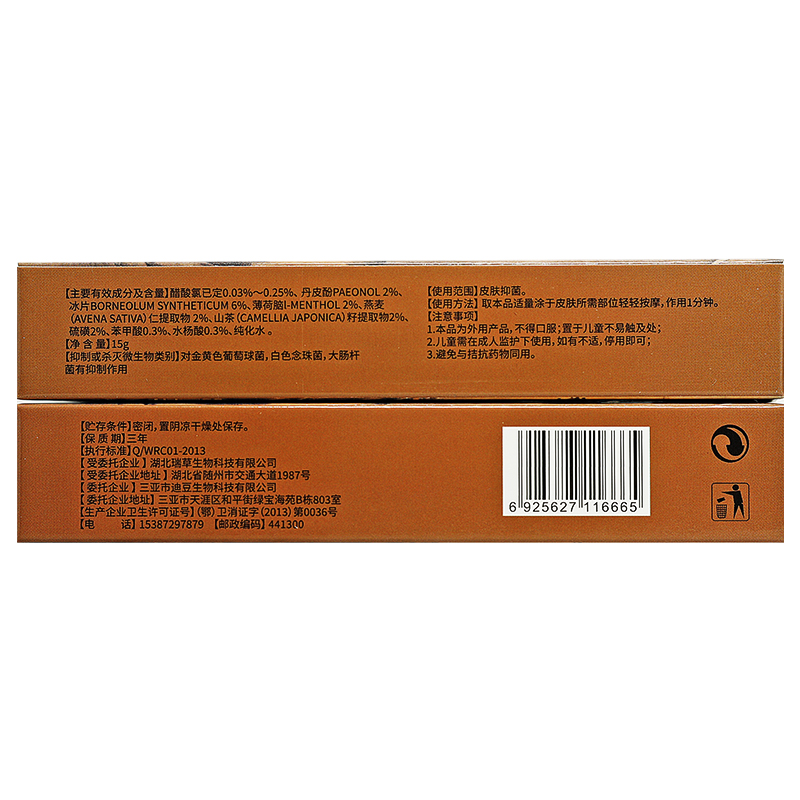 【主要有效成分及含量】醋酸氯已定0.03%～0.25%、丹皮酚PAEONOL 2%、
冰片BORNEOLUM SYNTHETICUM 6%、薄荷脑l-MENTHOL 2%、燕麦
(AVENA SATIVA) 仁提取物 2%、山茶 (CAMELLIA JAPONICA) 籽提取物2%、
硫磺2%、苯甲酸0.3%、水杨酸0.3%、纯化水 。
【净 含 量】15g
【抑制或杀灭微生物类别】对金黄色葡萄球菌，白色念珠菌，大肠杆
菌有抑制作用
【使用范围】皮肤抑菌。
【使用方法】取本品适量涂于皮肤所需部位轻轻按摩，作用1分钟。
【注意事项】
1.本品为外用产品，不得口服；置于儿童不易触及处；
2.儿童需在成人监护下使用，如有不适，停用即可；
3.避免与拮抗药物同用。
【贮存条件】密闭，置阴凉干燥处保存。
【保 质 期】三年
【执行标准】Q/WRC01-2013
【 受委托企业 】湖北瑞草生物科技有限公司
【 受委托企业地址 】湖北省随州市交通大道1987号
【 委托企业 】三亚市迪豆生物科技有限公司
【委托企业地址】三亚市天涯区和平街绿宝海苑B栋803室
【生产企业卫生许可证号】(鄂) 卫消证字 (2013) 第0036号
【电 话】15387297879 【邮政编码】441300
6 925627 116665